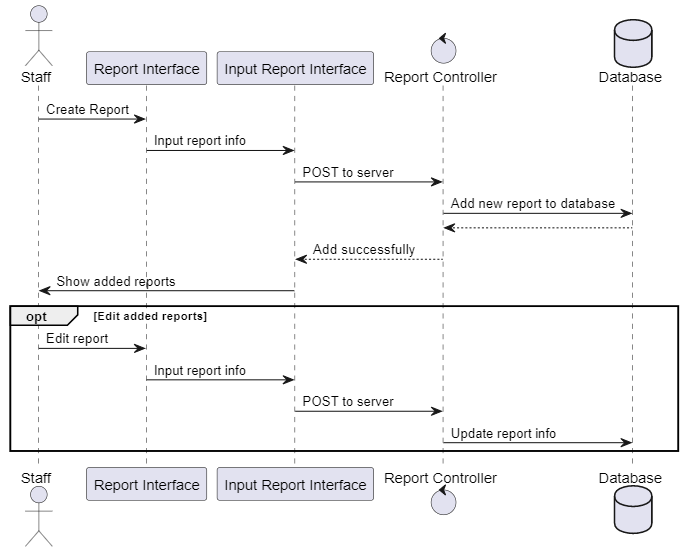 Staff
Report Interface
Input Report Interface
Report Controller
Database
Create Report
Input report info
POST to server
Add new report to database
Add successfully
Show added reports
opt [Edit added reports]
Edit report
Input report info
POST to server
Update report info
Staff
Report Interface
Input Report Interface
Report Controller
Database